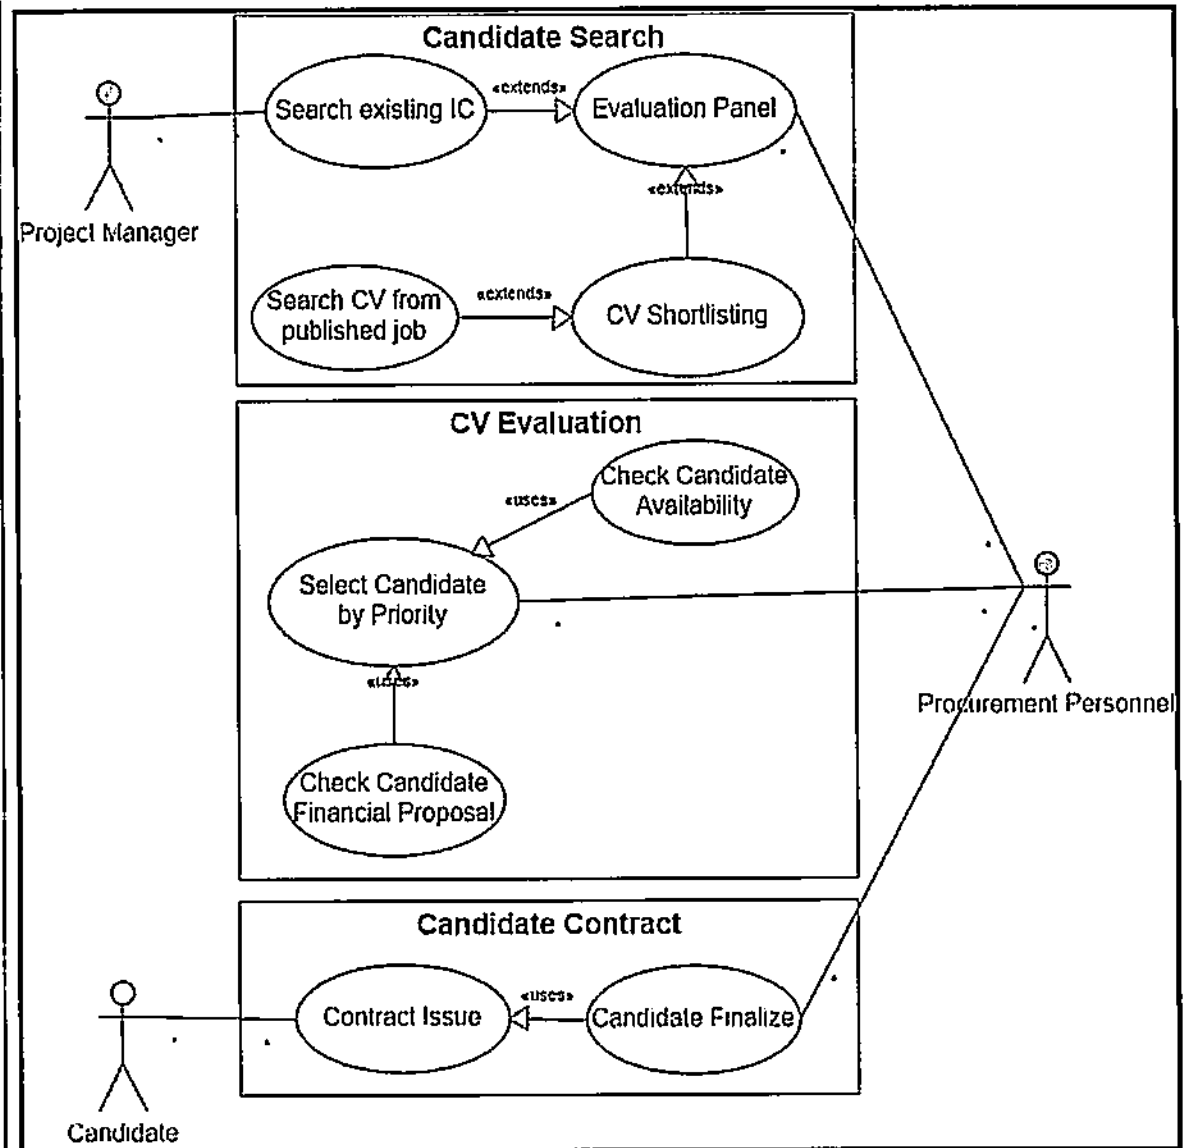 Candidate Search
Search existing IC
«extends»
Evaluation Panel
Project Manager
«extends»
Search CV from
published job
«extends»
CV Shortlisting
CV Evaluation
Check Candidate
Availability
«uses»
Select Candidate
by Priority
«uses»
Procurement Personnel
Check Candidate
Financial Proposal
Candidate Contract
Contract Issue
«uses»
Candidate Finalize
Candidate